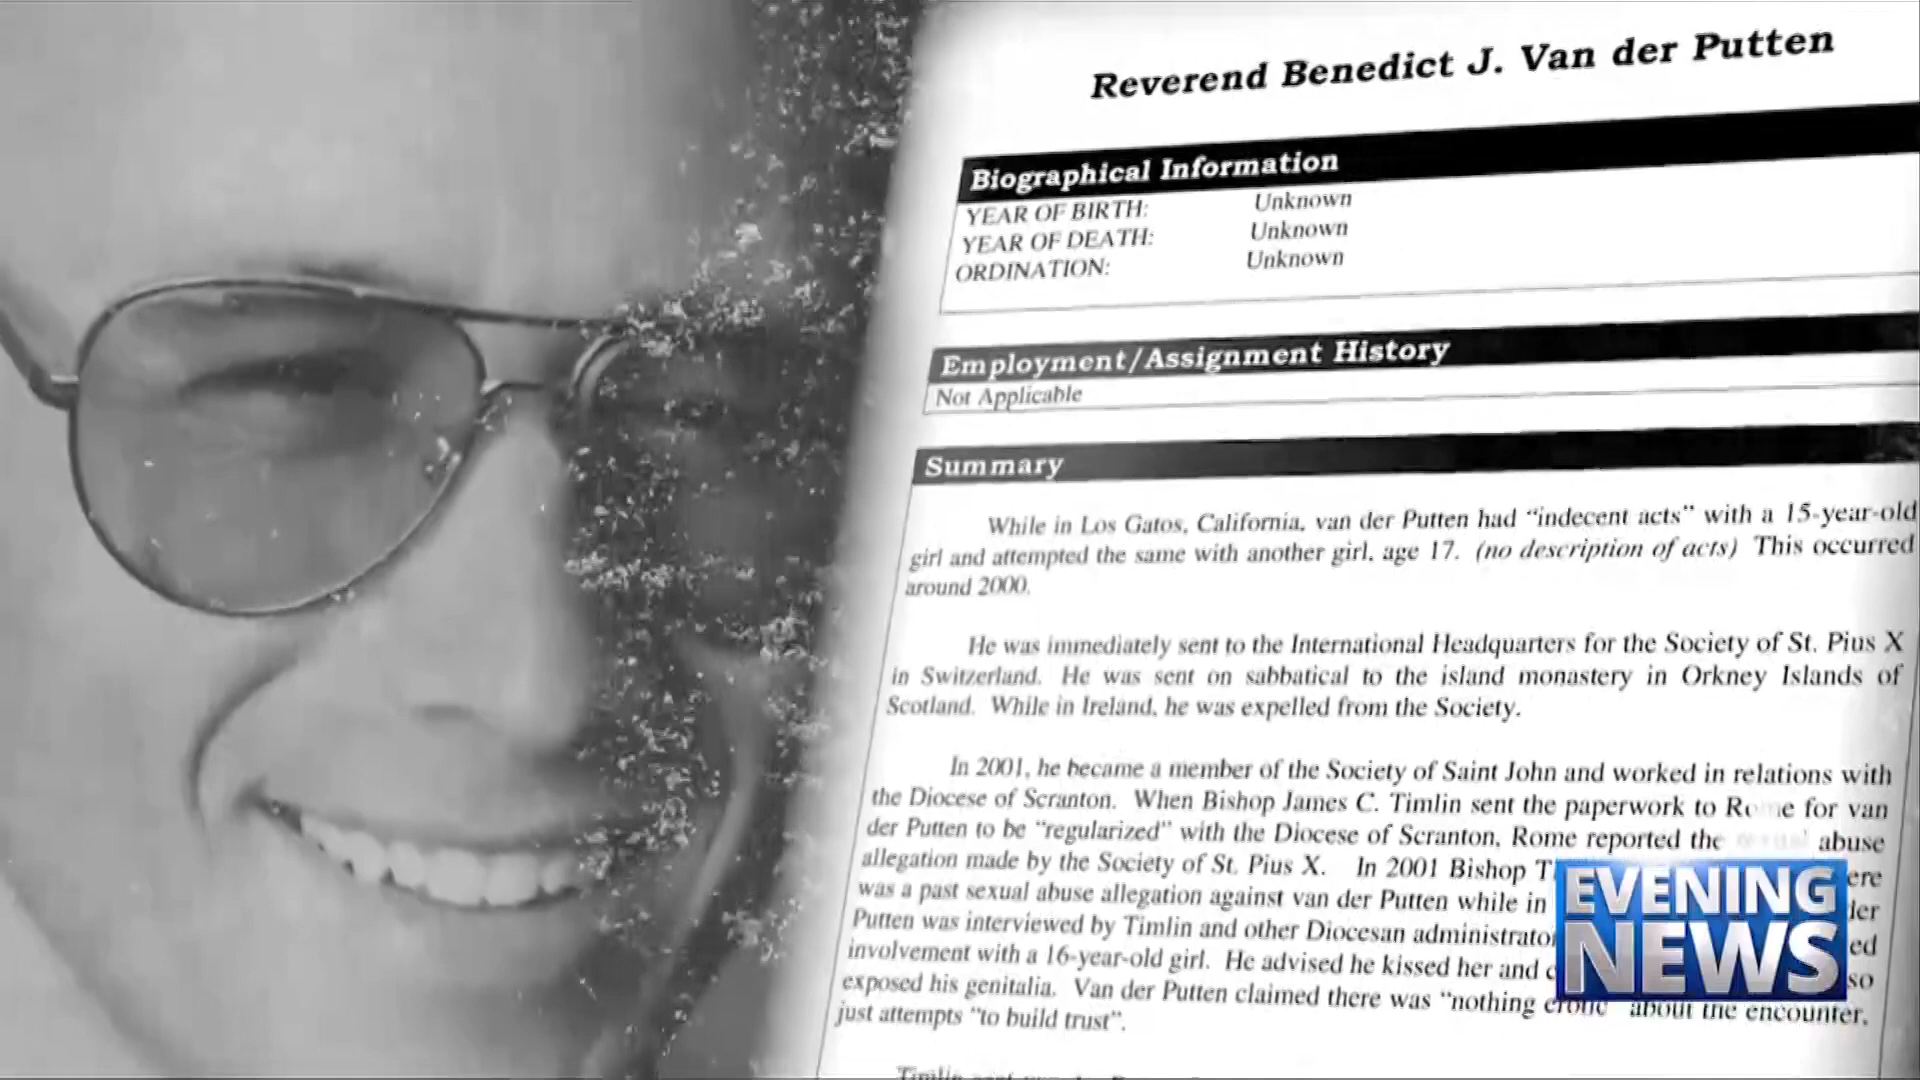 Reverend Benedict J. Van der Putten
Biographical Information
YEAR OF BIRTH: Unknown
YEAR OF DEATH: Unknown
ORDINATION: Unknown
Employment/Assignment History
Not Applicable
Summary
While in Los Gatos, California, van der Putten had “indecent acts” with a 15-year-old
girl and attempted the same with another girl, age 17. (no description of acts) This occurred
around 2000.
He was immediately sent to the International Headquarters for the Society of St. Pius X
in Switzerland. He was sent on sabbatical to the island monastery in Orkney Islands of
Scotland. While in Ireland, he was expelled from the Society.
In 2001, he became a member of the Society of Saint John and worked in relations with
the Diocese of Scranton. When Bishop James C. Timlin sent the paperwork to Rome for van
der Putten to be “regularized” with the Diocese of Scranton, Rome reported the abuse
allegation made by the Society of St. Pius X. In 2001 Bishop
was a past sexual abuse allegation against van der Putten while in
Putten was interviewed by Timlin and other Diocesan
involvement with a 16-year-old girl. He advised he kissed her and
exposed his genitalia. Van der Putten claimed there was “nothing erotic” about the encounter,
just attempts “to build trust”.
EVENING
NEWS